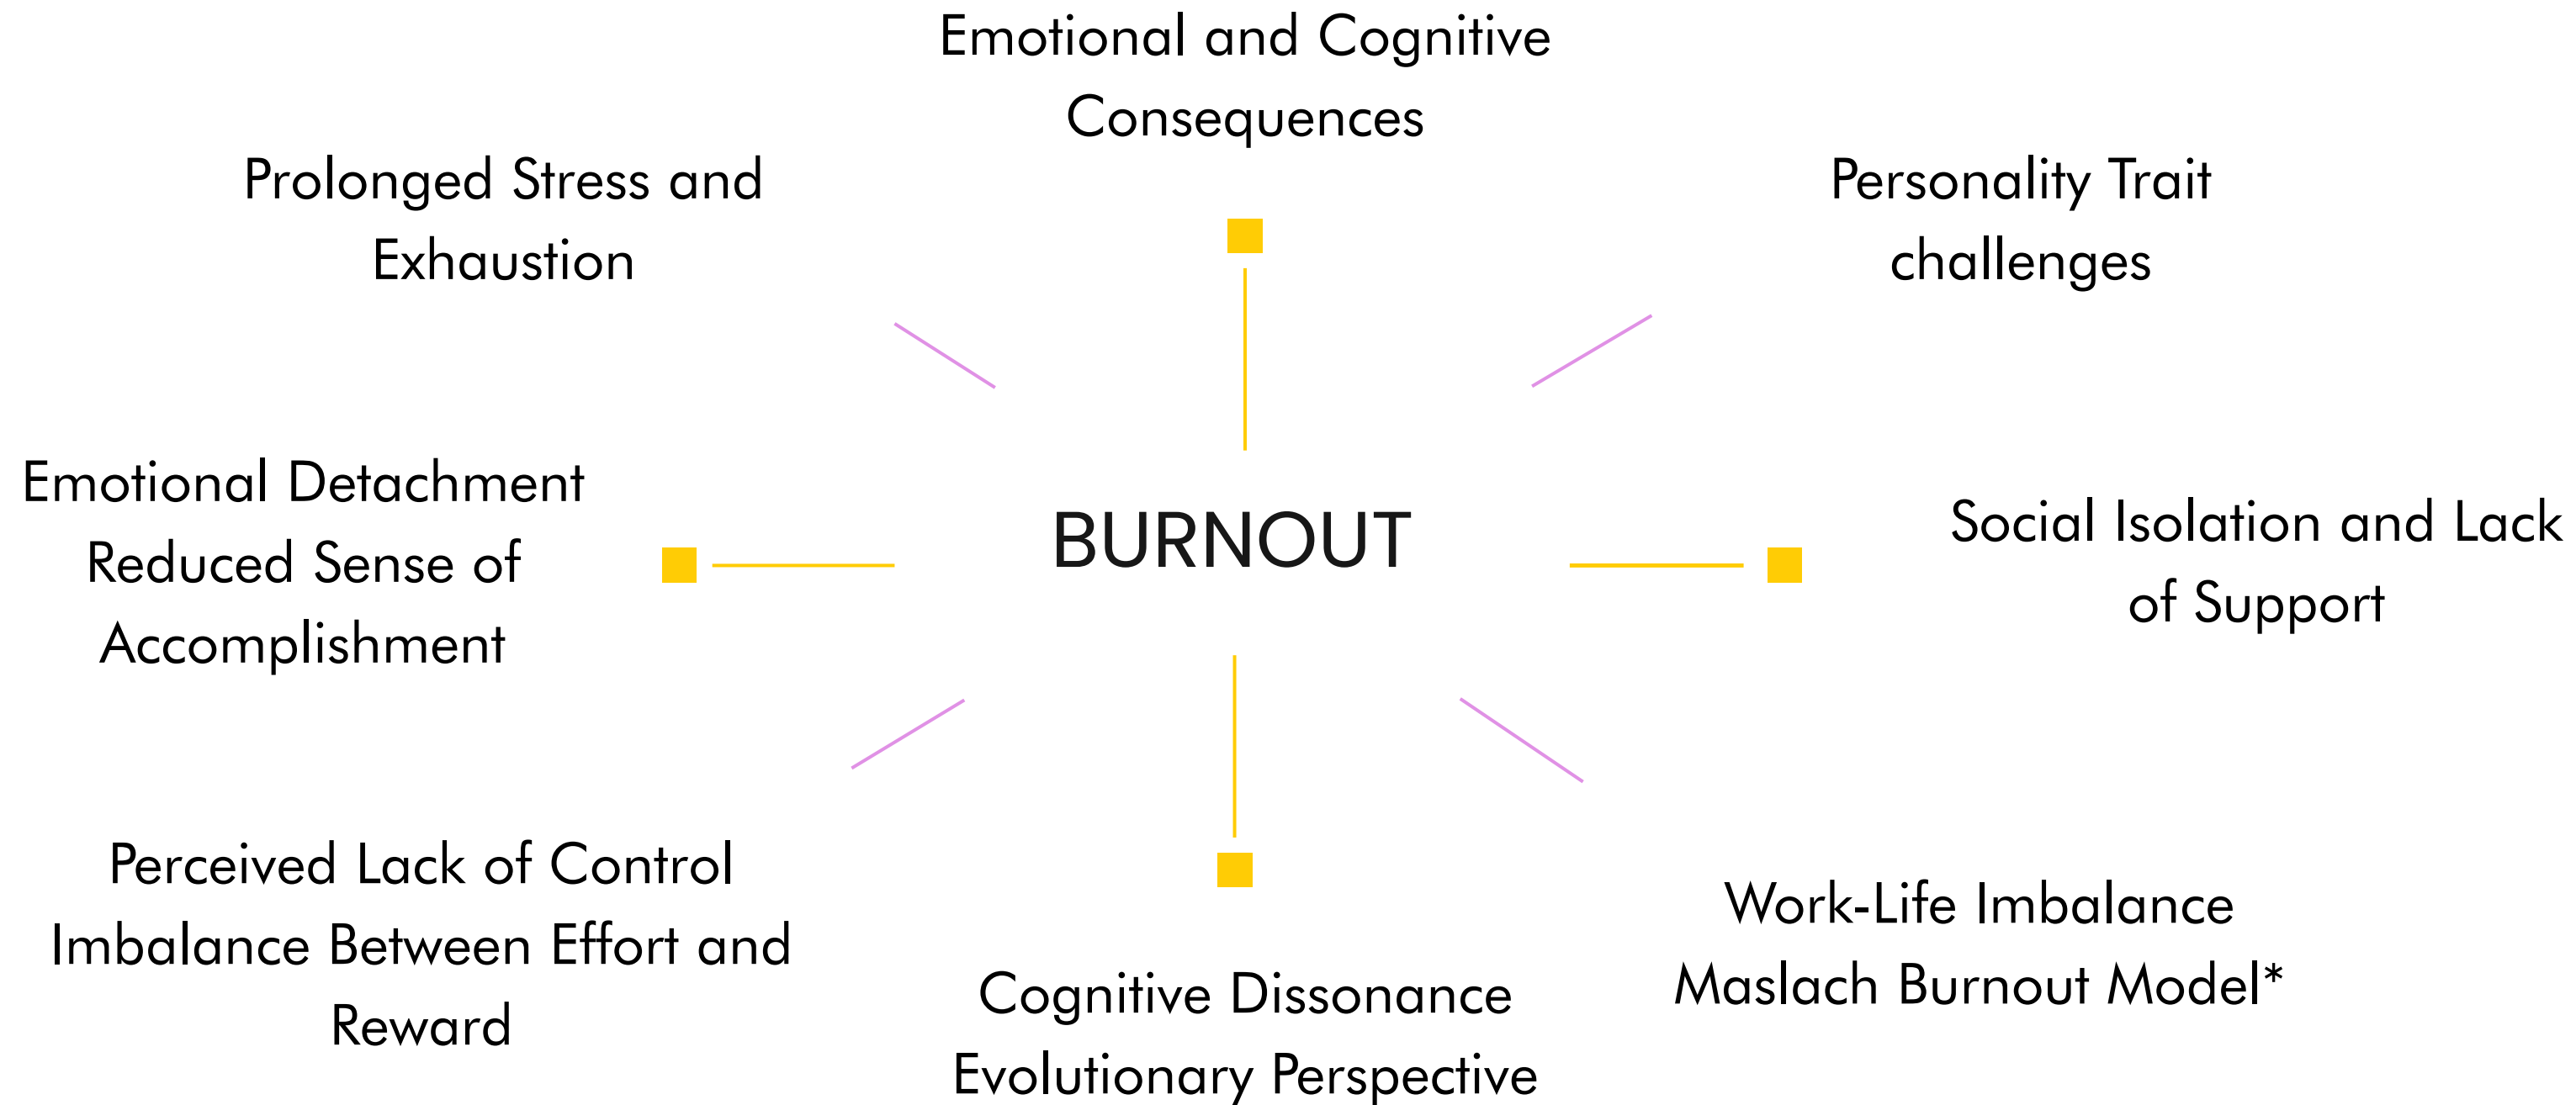 Emotional and Cognitive
Consequences
Prolonged Stress and
Exhaustion
Personality Trait
challenges
Emotional Detachment
Reduced Sense of
Accomplishment
BURNOUT
Social Isolation and Lack
of Support
Perceived Lack of Control
Imbalance Between Effort and
Reward
Cognitive Dissonance
Evolutionary Perspective
Work-Life Imbalance
Maslach Burnout Model*